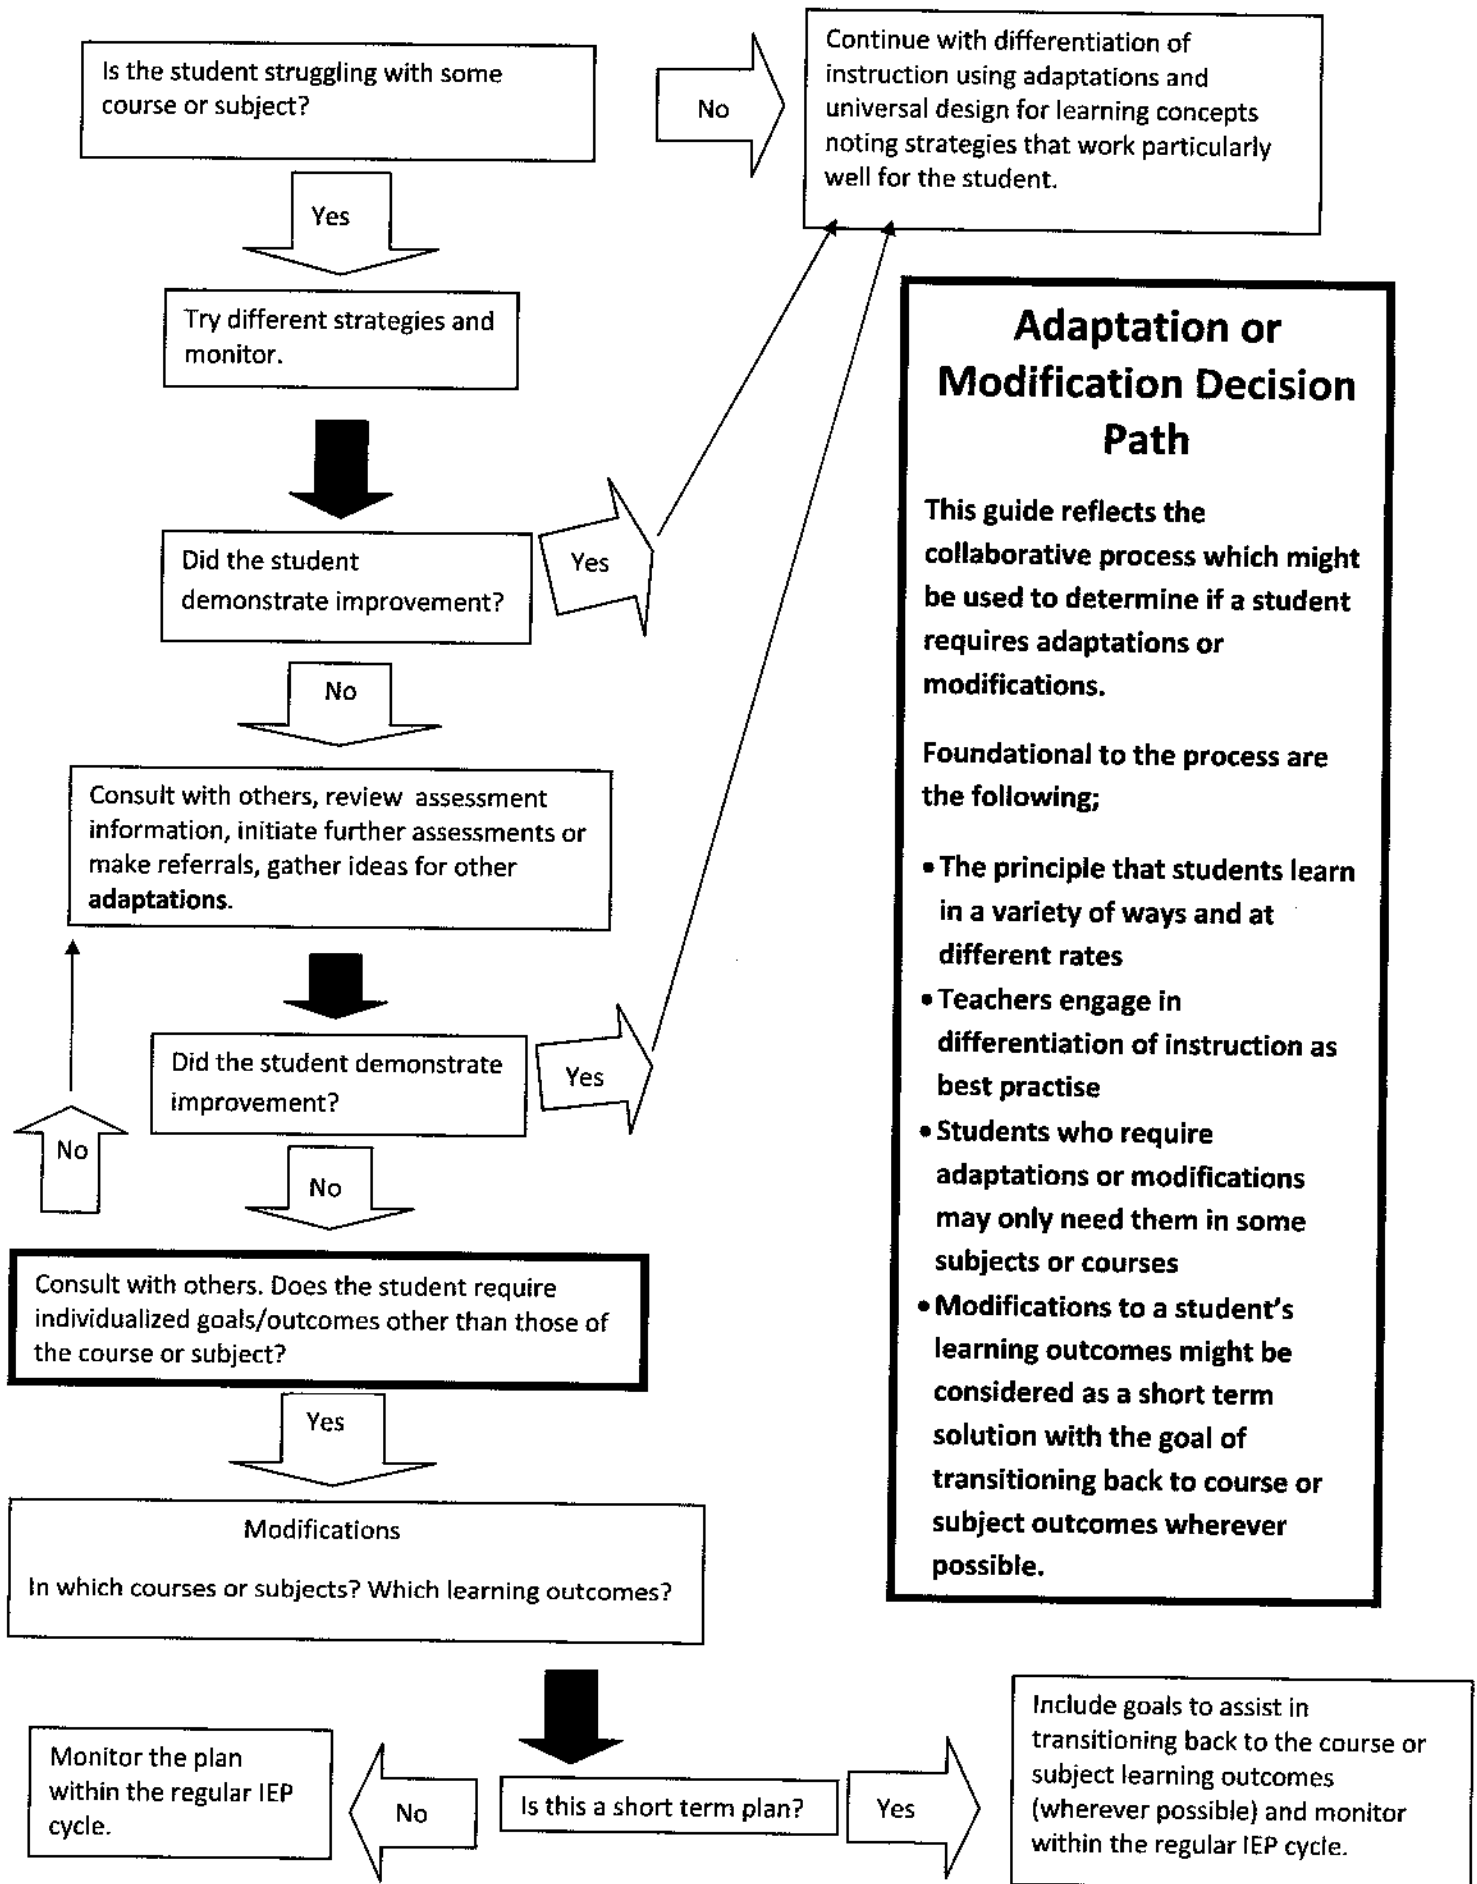 Is the student struggling with some
course or subject?
No
Continue with differentiation of
instruction using adaptations and
universal design for learning concepts
noting strategies that work particularly
well for the student.
Yes
Try different strategies and
monitor.
Did the student
demonstrate improvement?
Yes
No
Consult with others, review assessment
information, initiate further assessments or
make referrals, gather ideas for other
adaptations.
Did the student demonstrate
improvement?
Yes
No
No
Consult with others. Does the student require
individualized goals/outcomes other than those of
the course or subject?
Yes
Modifications
In which courses or subjects? Which learning outcomes?
Monitor the plan
within the regular IEP
cycle.
No
Is this a short term plan?
Yes
Include goals to assist in
transitioning back to the course or
subject learning outcomes
(wherever possible) and monitor
within the regular IEP cycle.
Adaptation or
Modification Decision
Path
This guide reflects the
collaborative process which might
be used to determine if a student
requires adaptations or
modifications.
Foundational to the process are
the following;
• The principle that students learn
in a variety of ways and at
different rates
• Teachers engage in
differentiation of instruction as
best practise
• Students who require
adaptations or modifications
may only need them in some
subjects or courses
• Modifications to a student's
learning outcomes might be
considered as a short term
solution with the goal of
transitioning back to course or
subject outcomes wherever
possible.